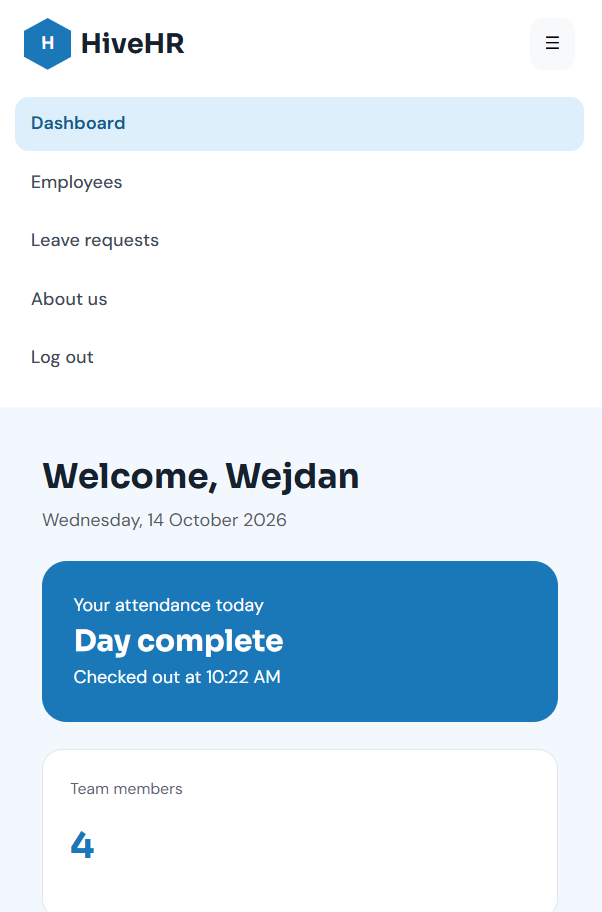 H HiveHR ☰
Dashboard
Employees
Leave requests
About us
Log out
Welcome, Wejdan
Wednesday, 14 October 2026
Your attendance today
Day complete
Checked out at 10:22 AM
Team members
4